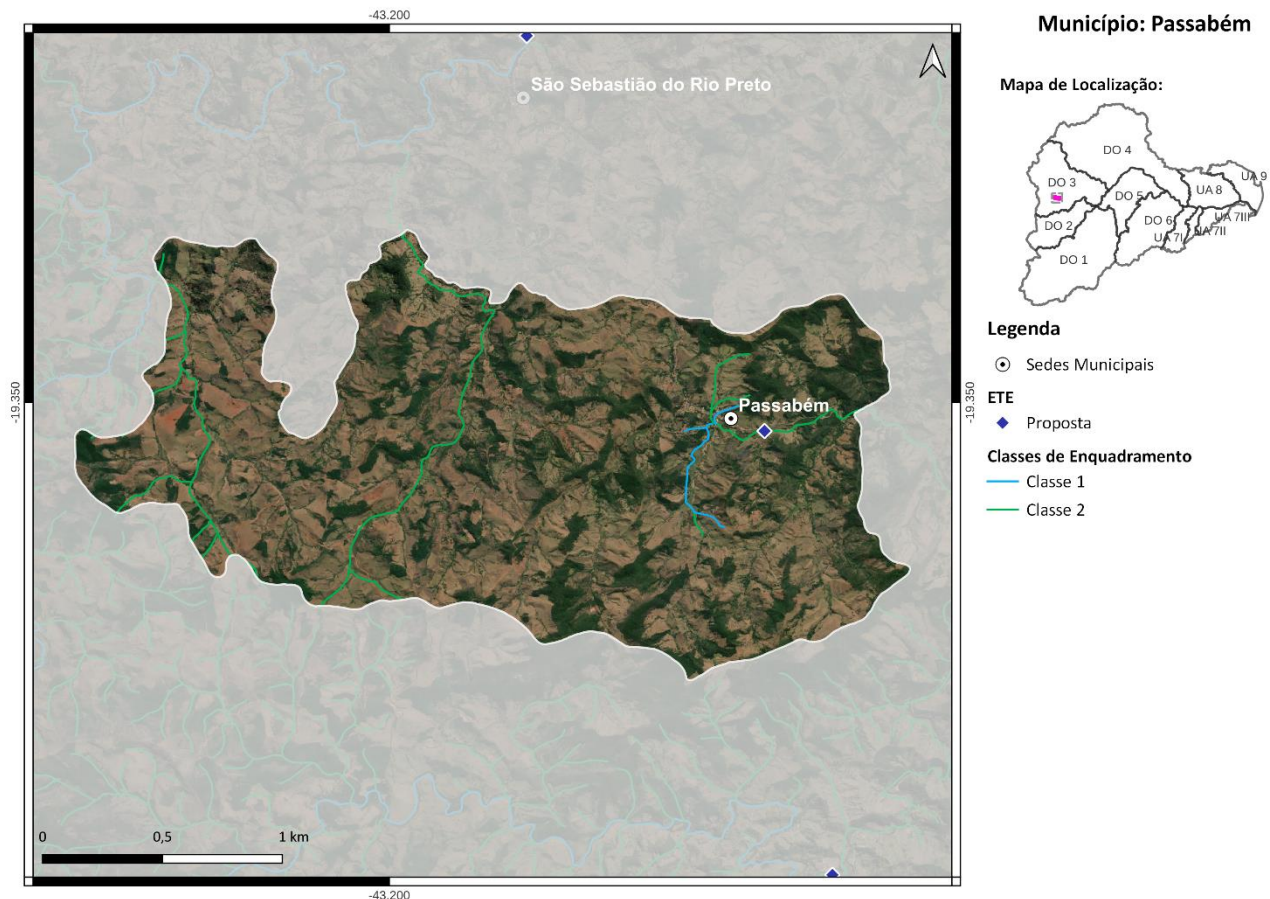 Município: Passabém
-43.200
São Sebastião do Rio Preto
Mapa de Localização:
DO 4
DO 3
DO 5
UA 8
UA 9
DO 2
DO 6
UA 7III
UA 7II
UA 7I
DO 1
Legenda
Sedes Municipais
-19.350
-19.350
ETE
Passabém
Proposta
Classes de Enquadramento
Classe 1
Classe 2
0
0,5
1 km
-43.200